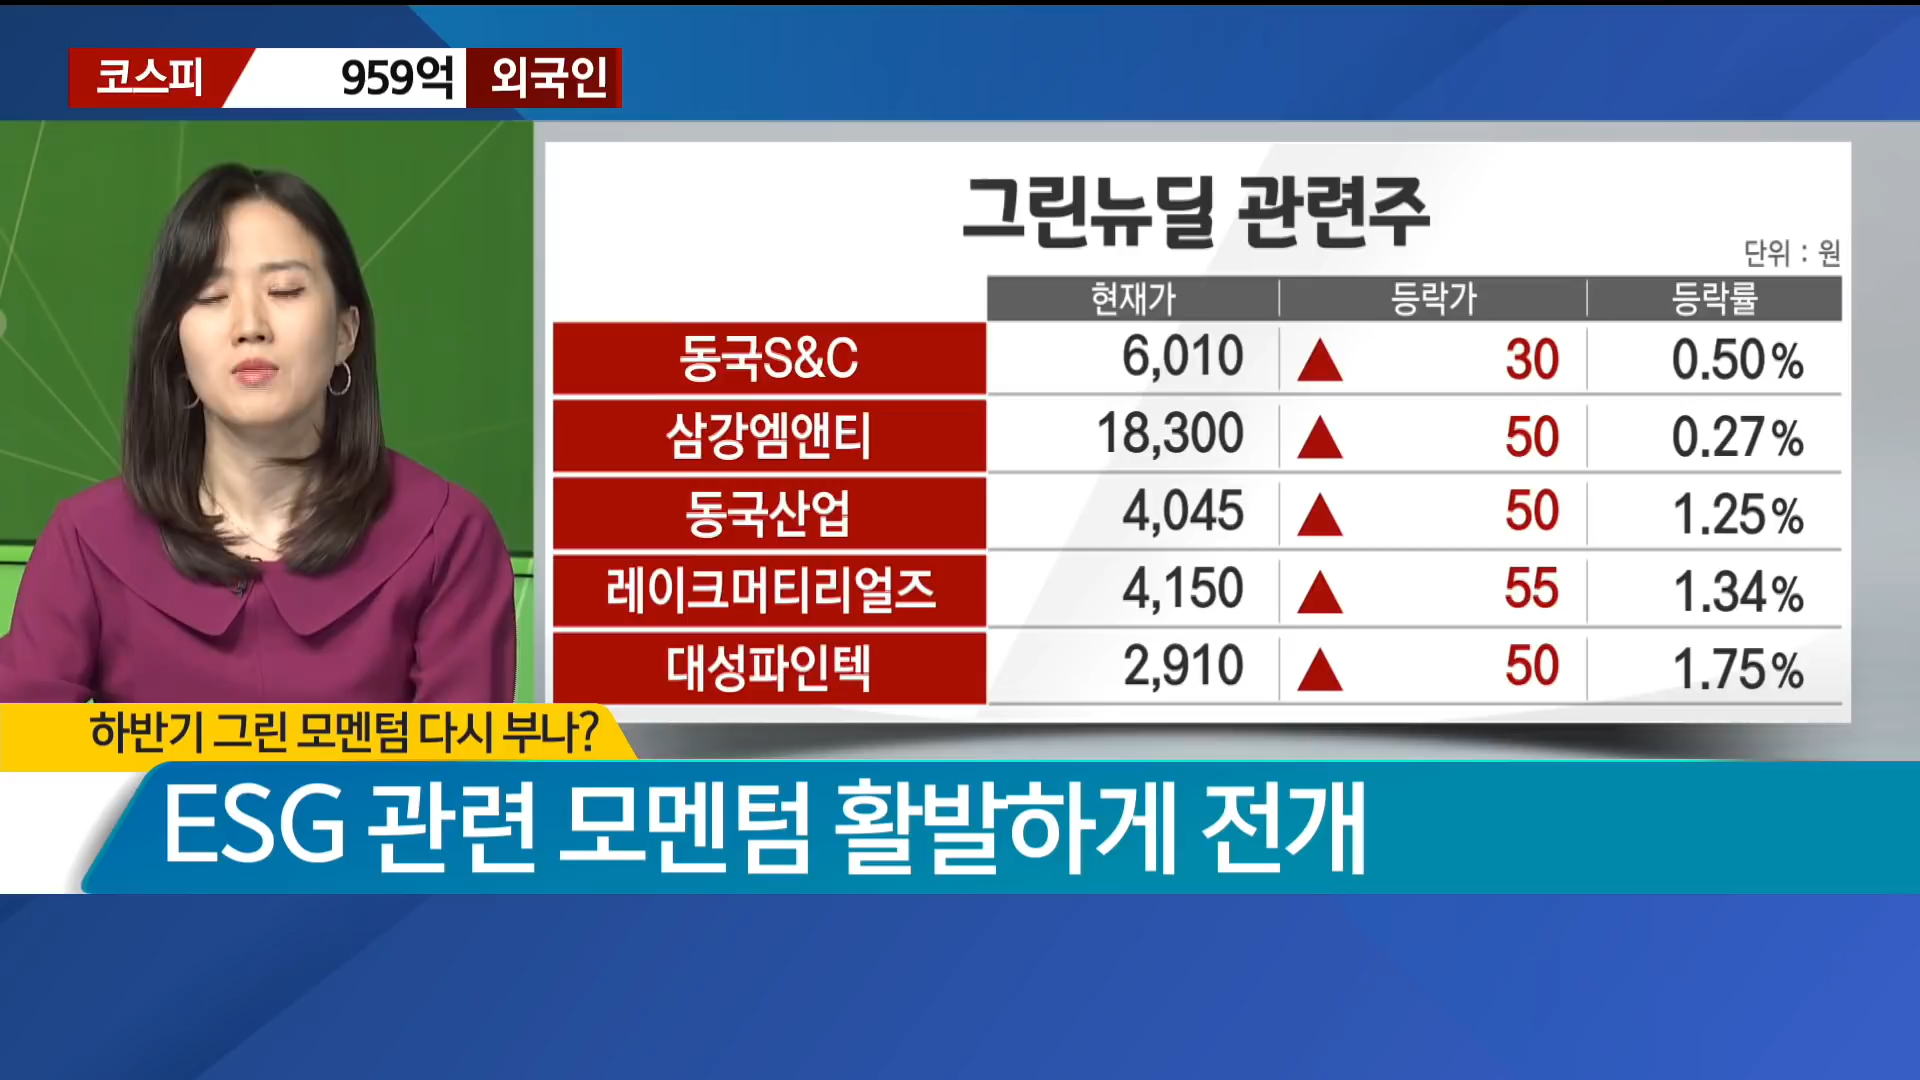 코스피 959억 외국인
그린뉴딜 관련주
단위 : 원
현재가 등락가 등락률
동국S&C 6,010 ▲ 30 0.50%
삼강엠앤티 18,300 ▲ 50 0.27%
동국산업 4,045 ▲ 50 1.25%
레이크머티리얼즈 4,150 ▲ 55 1.34%
대성파인텍 2,910 ▲ 50 1.75%
하반기 그린 모멘텀 다시 부나?
ESG 관련 모멘텀 활발하게 전개